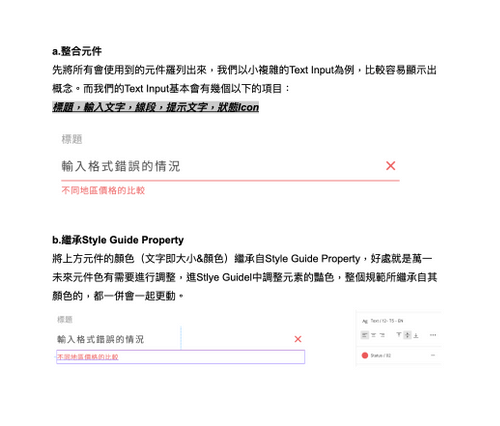 a.整合元件
先將所有會使用到的元件羅列出來，我們以小複雜的Text Input為例，比較容易顯示出
概念。而我們的Text Input基本會有幾個以下的項目：
標題，輸入文字，線段，提示文字，狀態Icon
標題
輸入格式錯誤的情況
不同地區價格的比較
b.繼承Style Guide Property
將上方元件的顏色（文字即大小&顏色）繼承自Style Guide Property，好處就是萬一
未來元件色有需要進行調整，進Stlye Guidel中調整元素的豔色，整個規範所繼承自其
顏色的，都一併會一起更動。
標題
輸入格式錯誤的情況
不同地區價格的比較
Status / 02